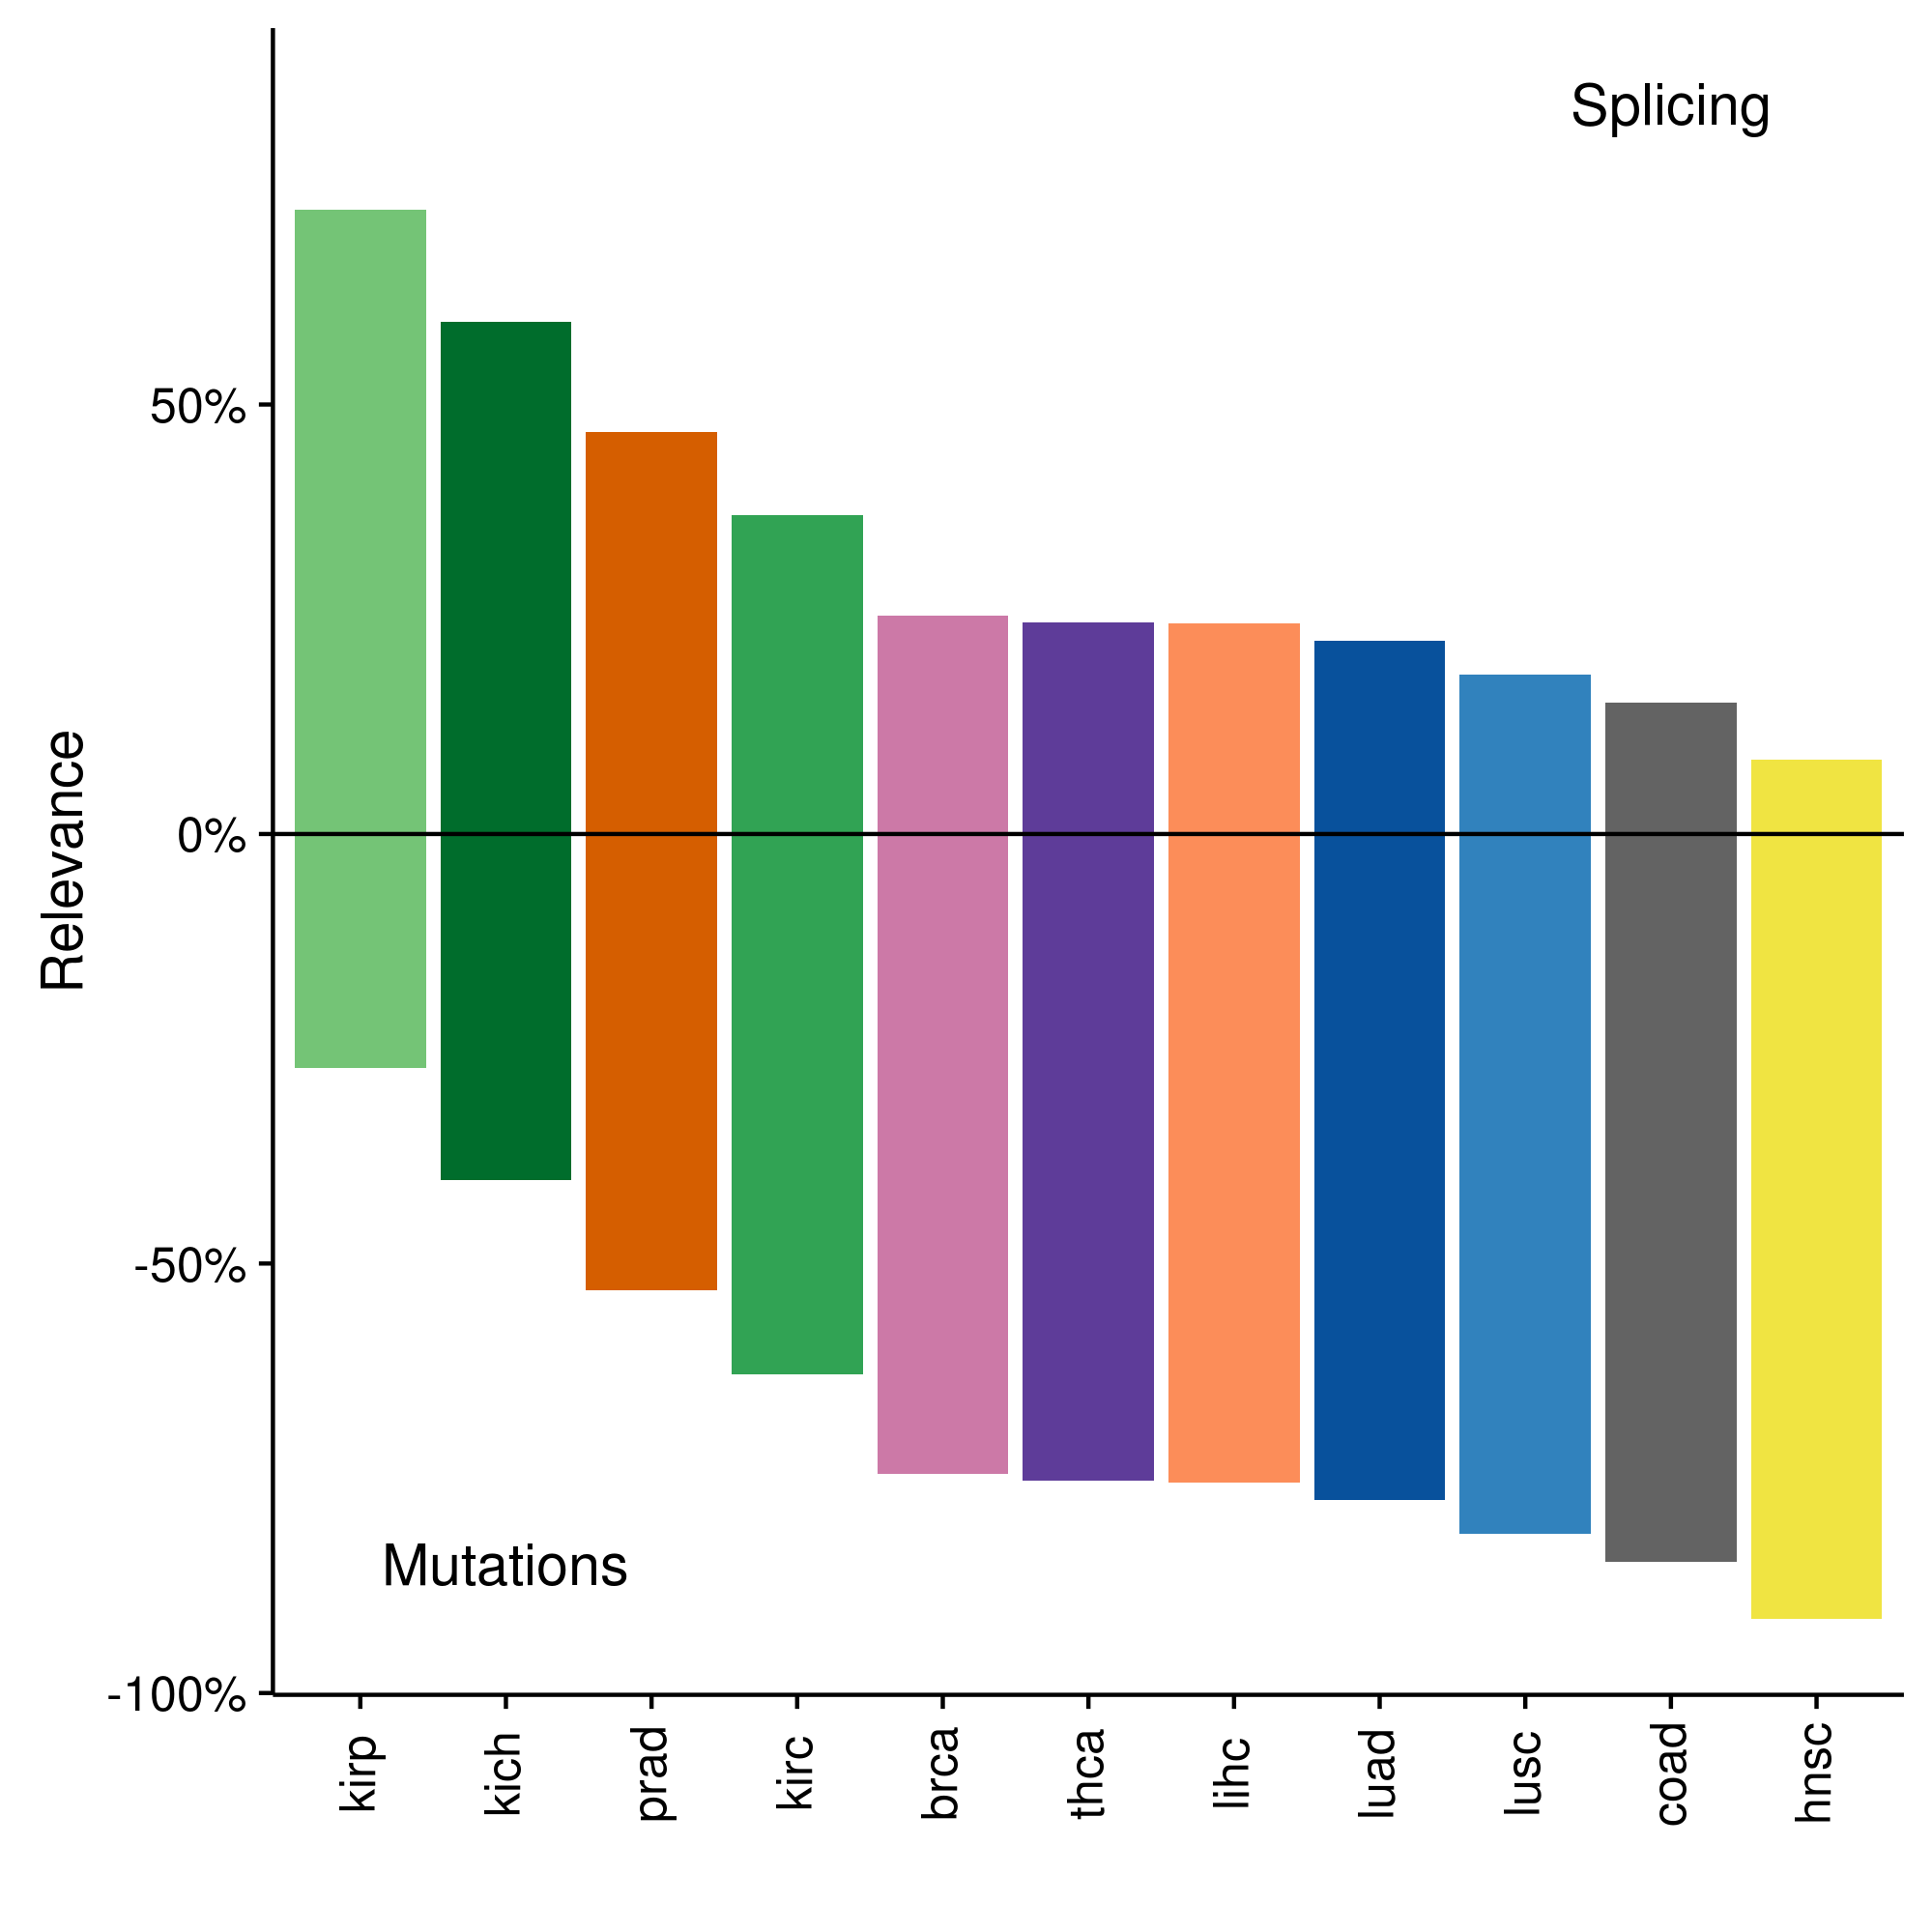 Splicing
50%
0%
-50%
-100%
Relevance
Mutations
kirp
kich
prad
kirc
brca
thca
lihc
luad
lusc
coad
hnsc